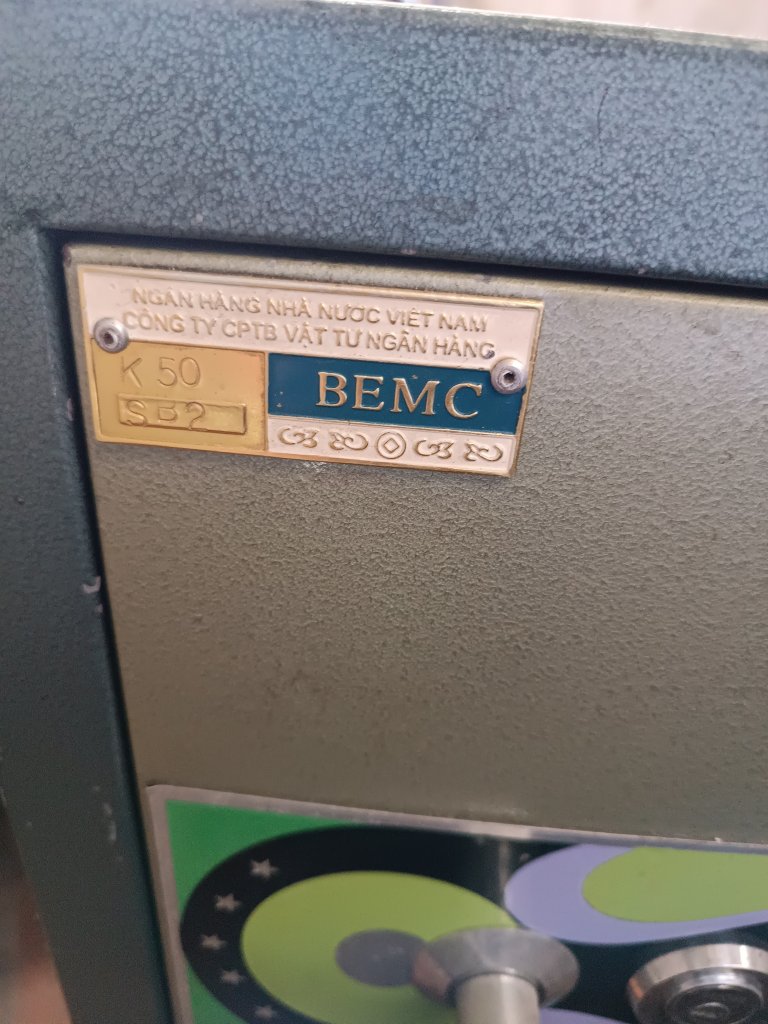 NGÂN HÀNG NHÀ NƯỚC VIỆT NAM
CÔNG TY CPTB VẬT TƯ NGÂN HÀNG
K 50
BEMC
SB2